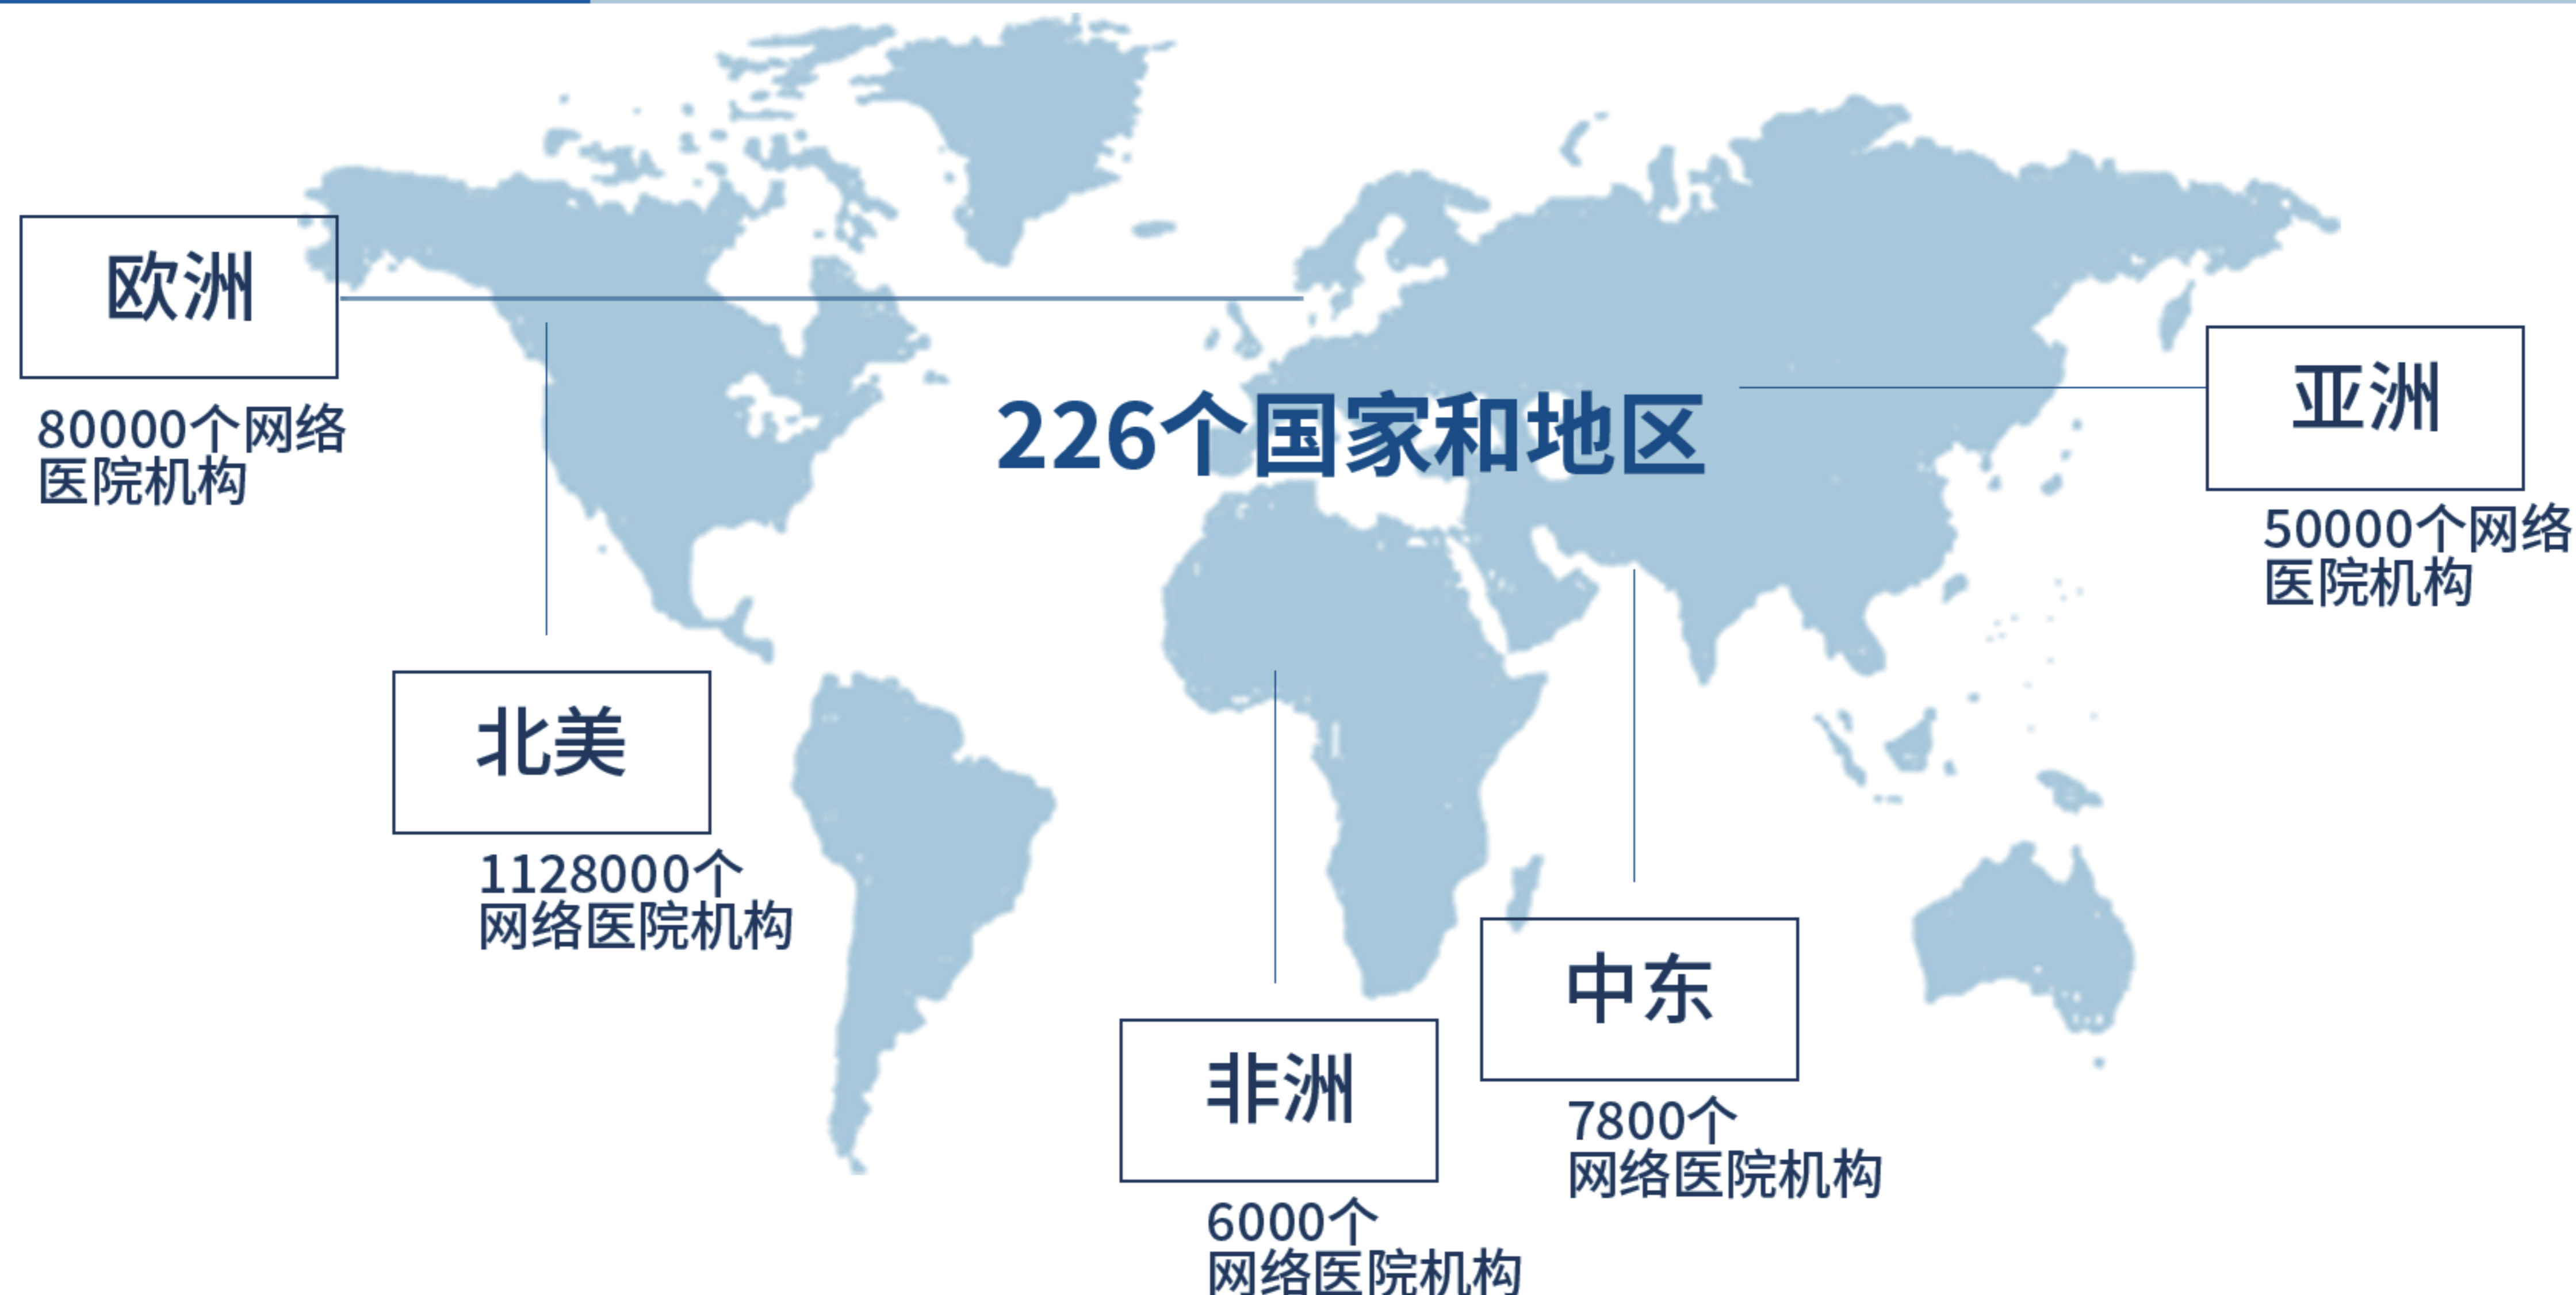 欧洲
80000个网络
医院机构
226个国家和地区
亚洲
50000个网络
医院机构
北美
1128000个
网络医院机构
中东
7800个
网络医院机构
非洲
6000个
网络医院机构